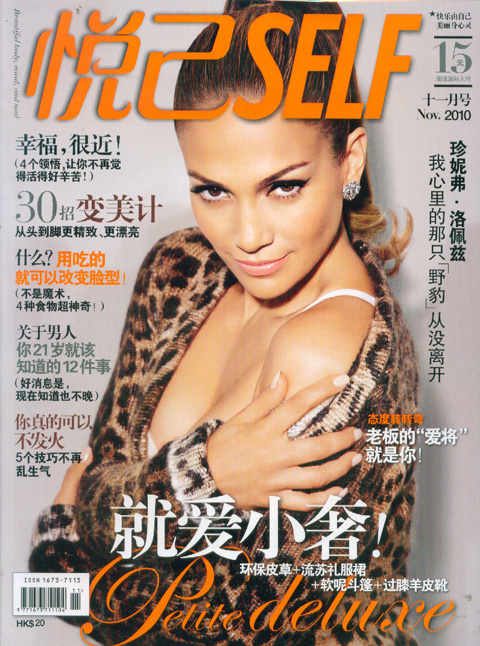 Beautiful body, mind, and soul
悦己SELF
*快乐由自己
美丽身心灵
15元
十一月号
Nov. 2010
幸福，很近！
(4个领悟，让你不再觉
得活得好辛苦！)
30招变美计
从头到脚更精致、更漂亮
什么？用吃的
就可以改变脸型！
(不是魔术，
4种食物超神奇！)
关于男人
你21岁就该
知道的12件事
(好消息是，
现在知道也不晚)
你真的可以
不发火
5个技巧不再
乱生气
珍妮弗·洛佩兹
我心里的那只「野豹」从没离开
态度转转弯
老板的“爱将”
就是你！
就爱小奢！
环保皮草+流苏礼服裙
+软呢斗篷+过膝羊皮靴
Petite deluxe
ISSN 1673-7113
11>
9 771673 711104
HK$ 20